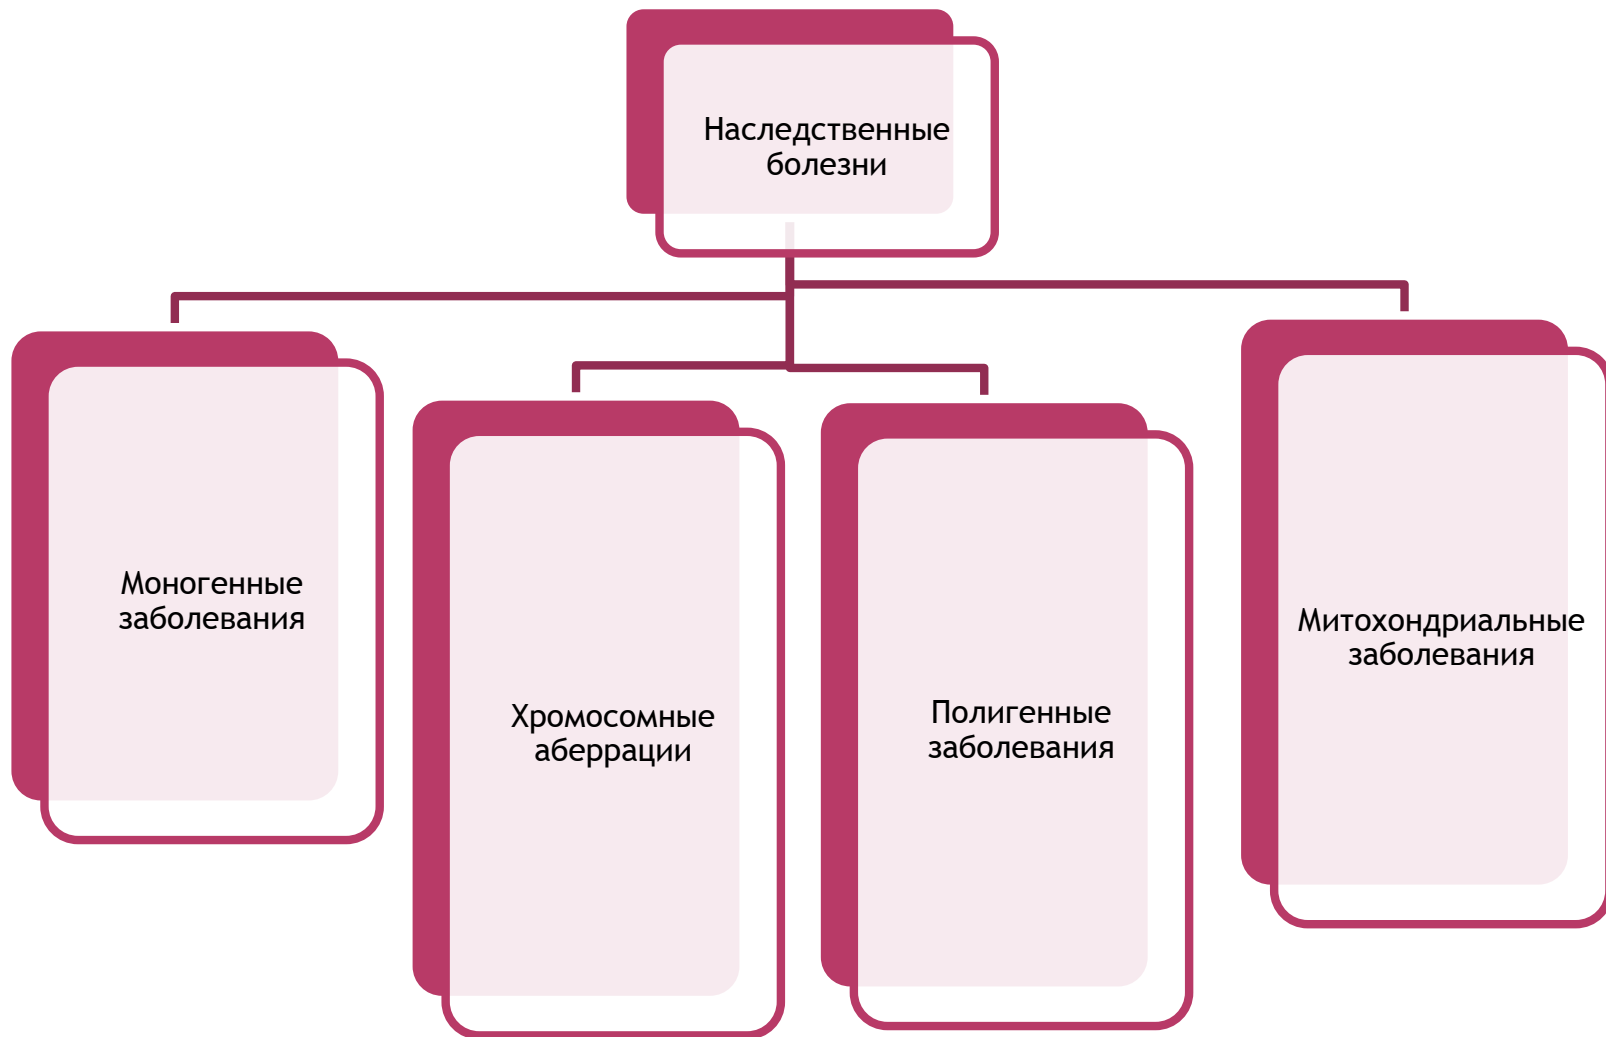 Наследственные
болезни
Моногенные
заболевания
Хромосомные
аберрации
Полигенные
заболевания
Митохондриальные
заболевания